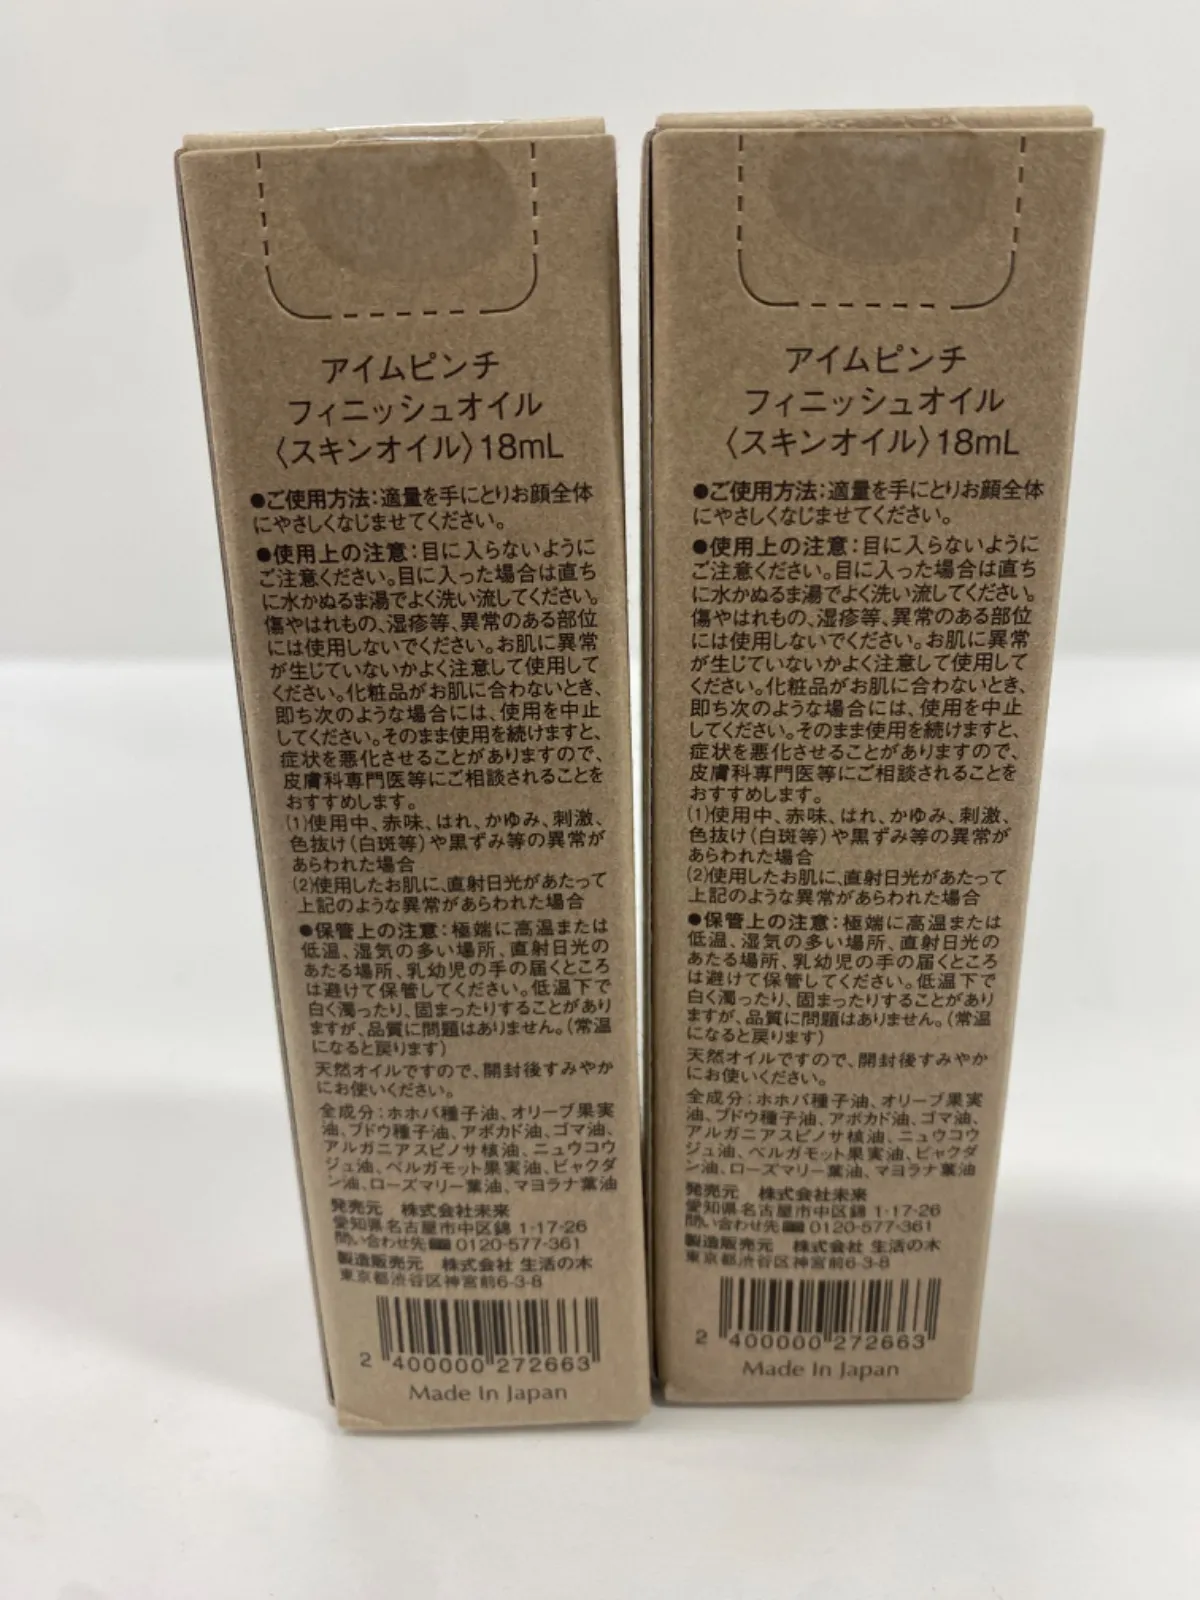 アイムピンチ
フィニッシュオイル
〈スキンオイル〉18mL
●ご使用方法:適量を手にとりお顔全体
にやさしくなじませてください。
●使用上の注意:目に入らないように
ご注意ください。目に入った場合は直ち
に水かぬるま湯でよく洗い流してください。
傷やはれもの、湿疹等、異常のある部位
には使用しないでください。お肌に異常
が生じていないかよく注意して使用して
ください。化粧品がお肌に合わないとき、
即ち次のような場合には、使用を中止
してください。そのまま使用を続けますと、
症状を悪化させることがありますので、
皮膚科専門医等にご相談されることを
おすすめします。
(1)使用中、赤味、はれ、かゆみ、刺激、
色抜け(白斑等)や黒ずみ等の異常が
あらわれた場合
(2)使用したお肌に、直射日光があたって
上記のような異常があらわれた場合
●保管上の注意:極端に高温または
低温、湿気の多い場所、直射日光の
あたる場所、乳幼児の手の届くところ
は避けて保管してください。低温下で
白く濁ったり、固まったりすることがあり
ますが、品質に問題はありません。(常温
になると戻ります)
天然オイルですので、開封後すみやか
にお使いください。
全成分:ホホバ種子油、オリーブ果実
油、ブドウ種子油、アボカド油、ゴマ油、
アルガニアスピノサ核油、ニュウコウ
ジュ油、ベルガモット果実油、ビャクダ
ン油、ローズマリー葉油、マヨラナ葉油
発売元 株式会社未来
愛知県名古屋市中区錦 1-17-26
問い合わせ先 0120-577-361
製造販売元 株式会社 生活の木
東京都渋谷区神宮前6-3-8
2 400000 272663
Made In Japan
アイムピンチ
フィニッシュオイル
〈スキンオイル〉18mL
●ご使用方法:適量を手にとりお顔全体
にやさしくなじませてください。
●使用上の注意:目に入らないように
ご注意ください。目に入った場合は直ち
に水かぬるま湯でよく洗い流してください。
傷やはれもの、湿疹等、異常のある部位
には使用しないでください。お肌に異常
が生じていないかよく注意して使用して
ください。化粧品がお肌に合わないとき、
即ち次のような場合には、使用を中止
してください。そのまま使用を続けますと、
症状を悪化させることがありますので、
皮膚科専門医等にご相談されることを
おすすめします。
(1)使用中、赤味、はれ、かゆみ、刺激、
色抜け(白斑等)や黒ずみ等の異常が
あらわれた場合
(2)使用したお肌に、直射日光があたって
上記のような異常があらわれた場合
●保管上の注意:極端に高温または
低温、湿気の多い場所、直射日光の
あたる場所、乳幼児の手の届くところ
は避けて保管してください。低温下で
白く濁ったり、固まったりすることがあり
ますが、品質に問題はありません。(常温
になると戻ります)
天然オイルですので、開封後すみやか
にお使いください。
全成分:ホホバ種子油、オリーブ果実
油、ブドウ種子油、アボカド油、ゴマ油、
アルガニアスピノサ核油、ニュウコウ
ジュ油、ベルガモット果実油、ビャクダ
ン油、ローズマリー葉油、マヨラナ葉油
発売元 株式会社未来
愛知県名古屋市中区錦 1-17-26
問い合わせ先 0120-577-361
製造販売元 株式会社 生活の木
東京都渋谷区神宮前6-3-8
2 400000 272663
Made In Japan